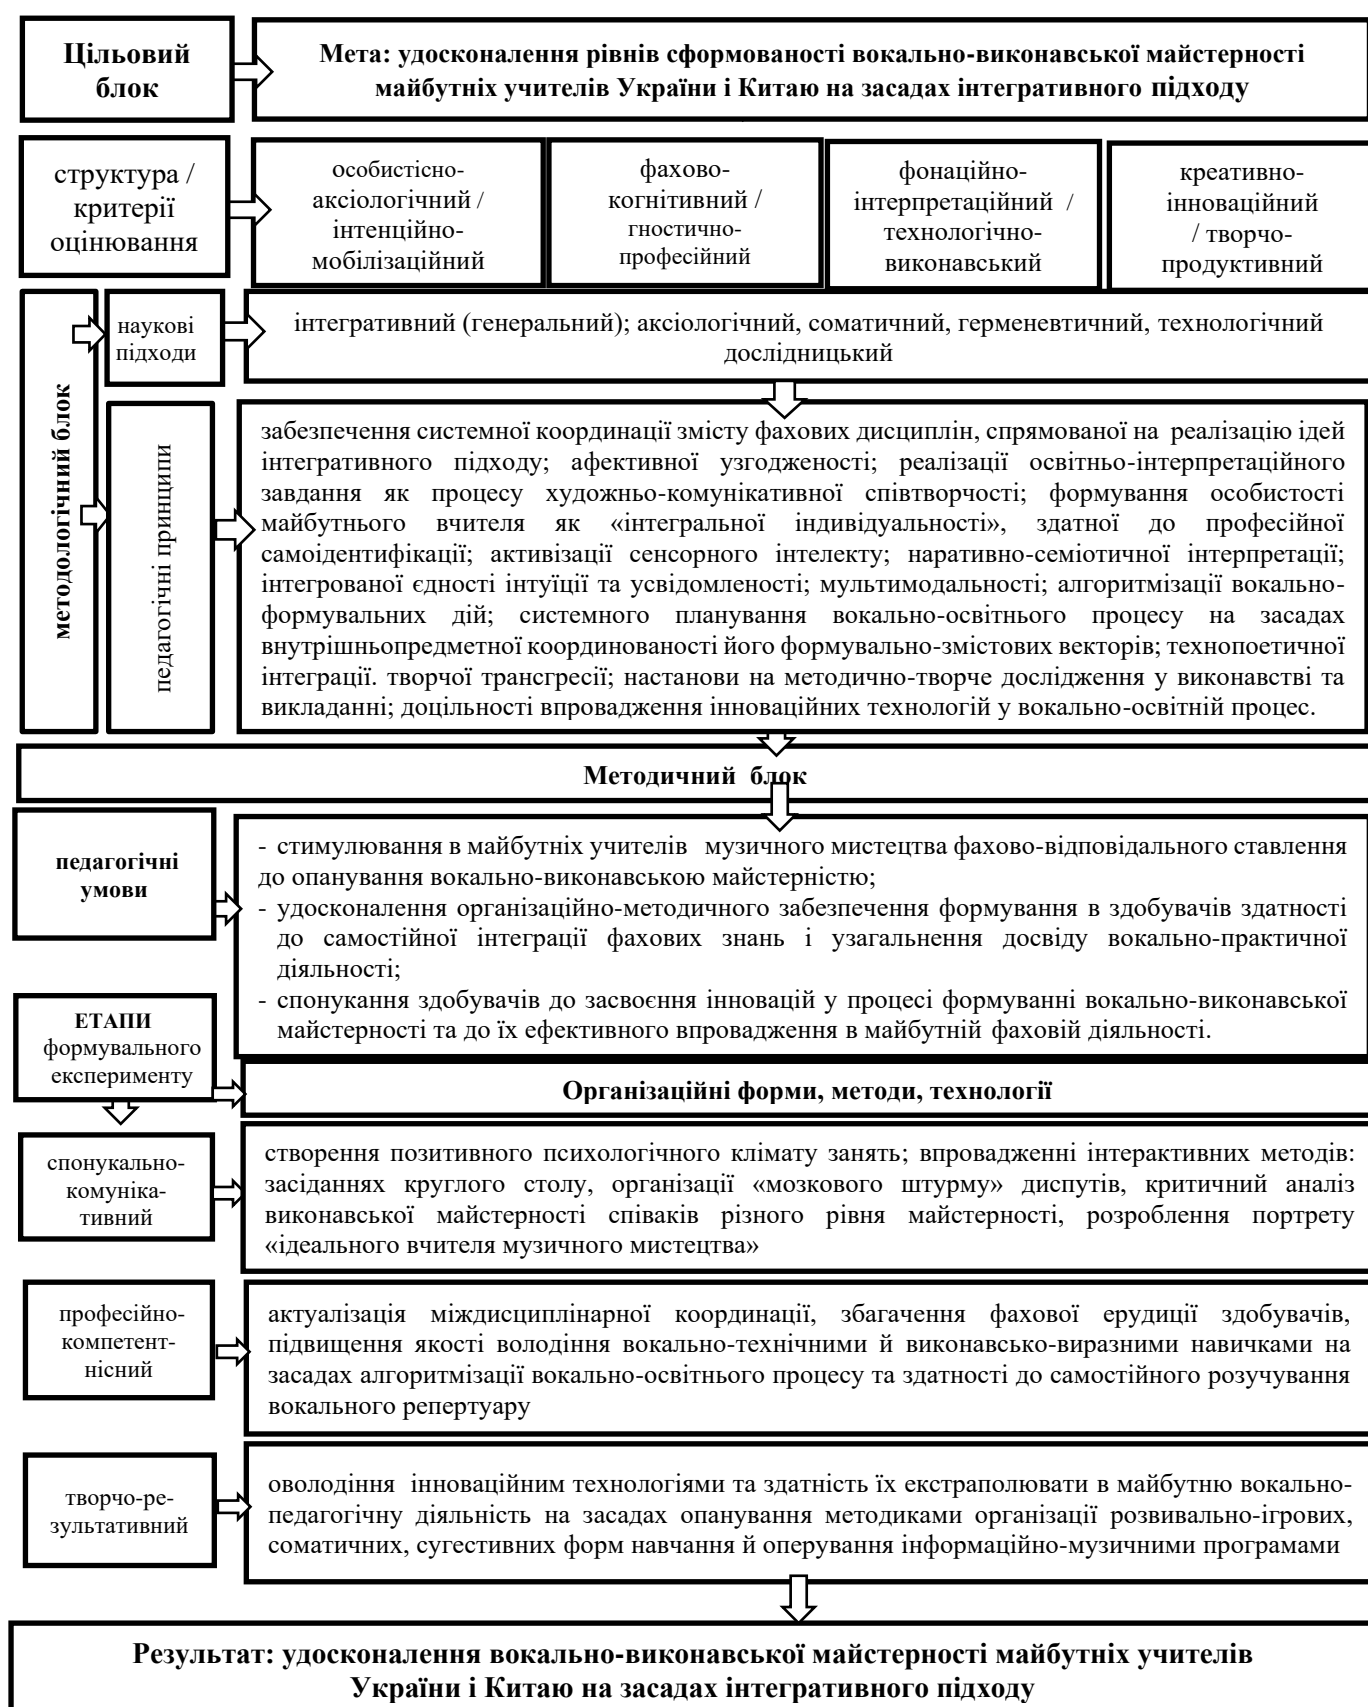 Цільовий
блок
Мета: удосконалення рівнів сформованості вокально-виконавської майстерності
майбутніх учителів України і Китаю на засадах інтегративного підходу
структура /
критерії
оцінювання
особистісно-
аксіологічний /
інтенційно-
мобілізаційний
фахово-
когнітивний /
гностично-
професійний
фонаційно-
інтерпретаційний /
технологічно-
виконавський
креативно-
інноваційний
/ творчо-
продуктивний
методологічний блок
наукові
підходи
інтегративний (генеральний); аксіологічний, соматичний, герменевтичний, технологічний
дослідницький
педагогічні принципи
забезпечення системної координації змісту фахових дисциплін, спрямованої на реалізацію ідей
інтегративного підходу; афективної узгодженості; реалізації освітньо-інтерпретаційного
завдання як процесу художньо-комунікативної співтворчості; формування особистості
майбутнього вчителя як «інтегральної індивідуальності», здатної до професійної
самоідентифікації; активізації сенсорного інтелекту; наративно-семіотичної інтерпретації;
інтегрованої єдності інтуїції та усвідомленості; мультимодальності; алгоритмізації вокально-
формувальних дій; системного планування вокально-освітнього процесу на засадах
внутрішньопредметної координованості його формувально-змістових векторів; технопоетичної
інтеграції. творчої трансгресії; настанови на методично-творче дослідження у виконавстві та
викладанні; доцільності впровадження інноваційних технологій у вокально-освітній процес.
Методичний блок
педагогічні
умови
- стимулювання в майбутніх учителів музичного мистецтва фахово-відповідального ставлення
до опанування вокально-виконавською майстерністю;
- удосконалення організаційно-методичного забезпечення формування в здобувачів здатності
до самостійної інтеграції фахових знань і узагальнення досвіду вокально-практичної
діяльності;
- спонукання здобувачів до засвоєння інновацій у процесі формуванні вокально-виконавської
майстерності та до їх ефективного впровадження в майбутній фаховій діяльності.
ЕТАПИ
формувального
експерименту
Організаційні форми, методи, технології
спонукально-
комуніка-
тивний
створення позитивного психологічного клімату занять; впровадженні інтерактивних методів:
засіданнях круглого столу, організації «мозкового штурму» диспутів, критичний аналіз
виконавської майстерності співаків різного рівня майстерності, розроблення портрету
«ідеального вчителя музичного мистецтва»
професійно-
компетент-
нісний
актуалізація міждисциплінарної координації, збагачення фахової ерудиції здобувачів,
підвищення якості володіння вокально-технічними й виконавсько-виразними навичками на
засадах алгоритмізації вокально-освітнього процесу та здатності до самостійного розучування
вокального репертуару
творчо-ре-
зультативний
оволодіння інноваційним технологіями та здатність їх екстраполювати в майбутню вокально-
педагогічну діяльність на засадах опанування методиками організації розвивально-ігрових,
соматичних, сугестивних форм навчання й оперування інформаційно-музичними програмами
Результат: удосконалення вокально-виконавської майстерності майбутніх учителів
України і Китаю на засадах інтегративного підходу